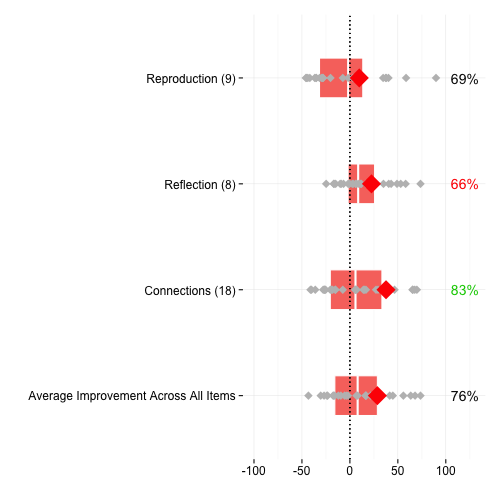 Reproduction (9) 69%
Reflection (8) 66%
Connections (18) 83%
Average Improvement Across All Items 76%
-100 -50 0 50 100